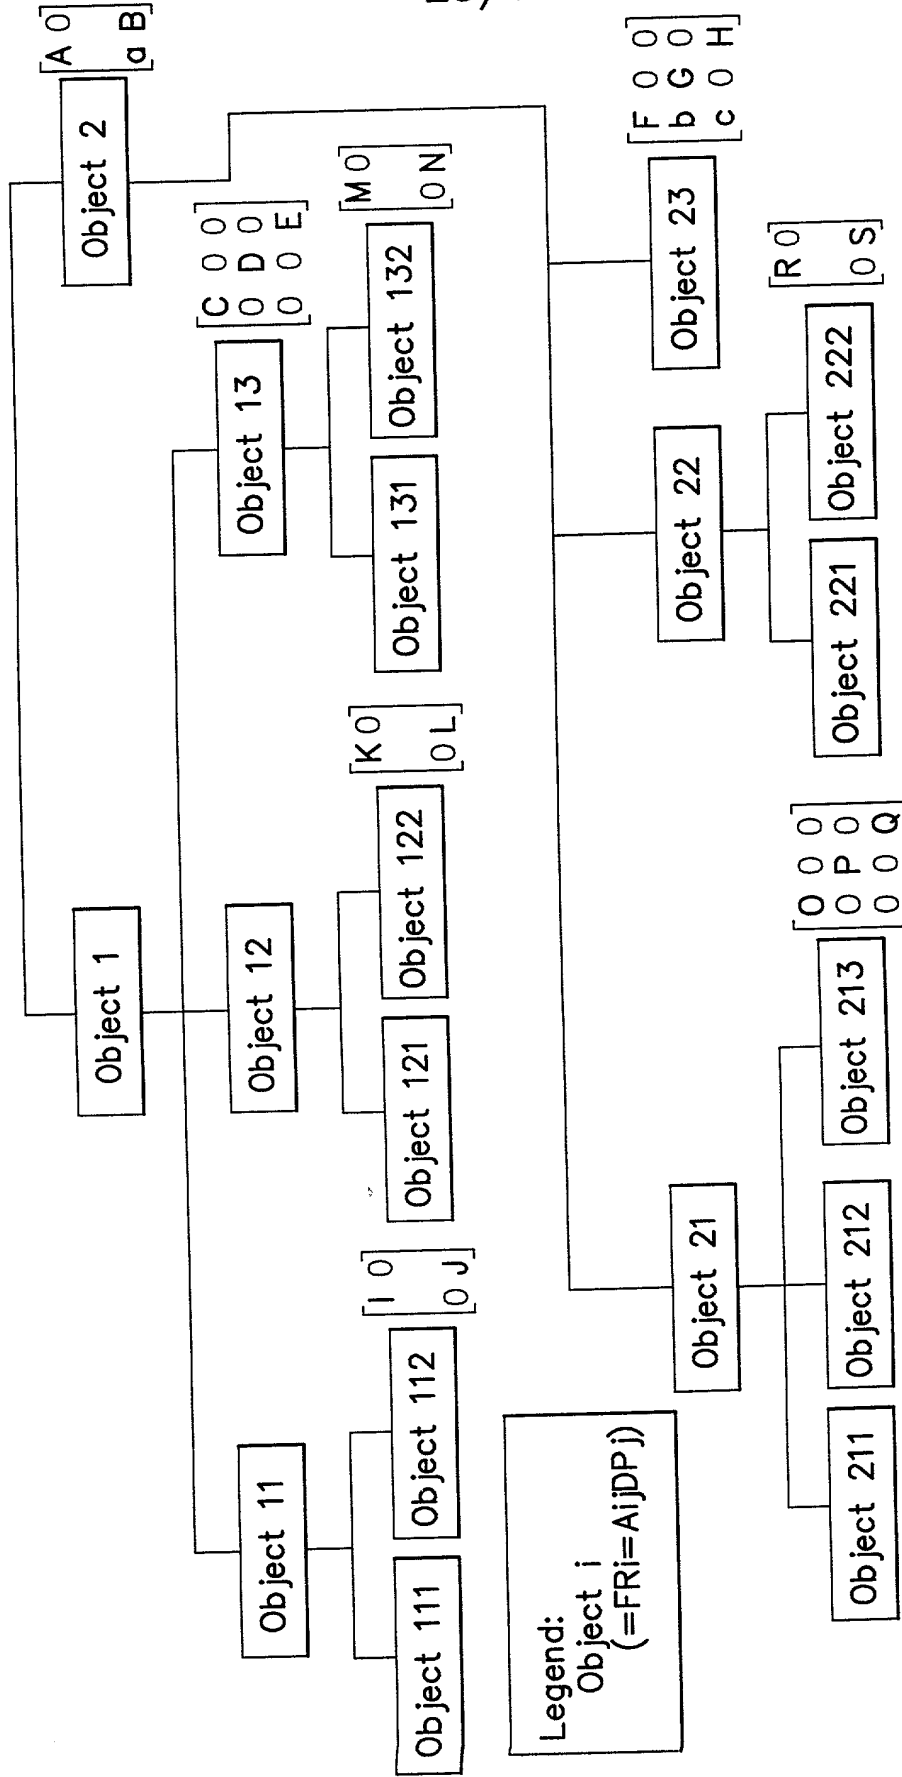 Object 1
Object 2
[A 0
a B]
Object 11
Object 12
Object 13
[C 0 0
0 D 0
0 0 E]
Object 111
Object 112
[I 0
0 J]
Object 121
Object 122
[K 0
0 L]
Object 131
Object 132
[M 0
0 N]
Legend:
Object i
(=FRi=AijDPj)
Object 21
Object 22
Object 23
[F 0 0
b G 0
c 0 H]
Object 211
Object 212
Object 213
[O 0 0
0 P 0
0 0 Q]
Object 221
Object 222
[R 0
0 S]